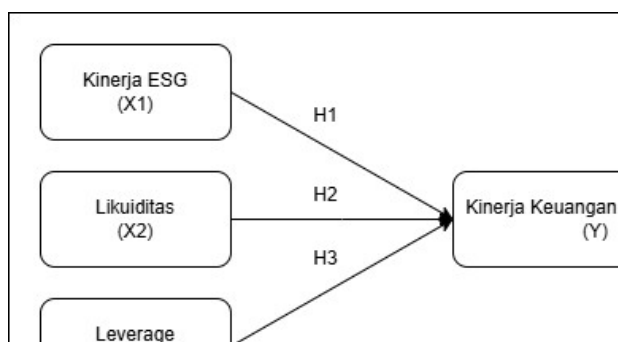 Kinerja ESG
(X1)
H1
Likuiditas
(X2)
H2
Kinerja Keuangan
(Y)
H3
Leverage